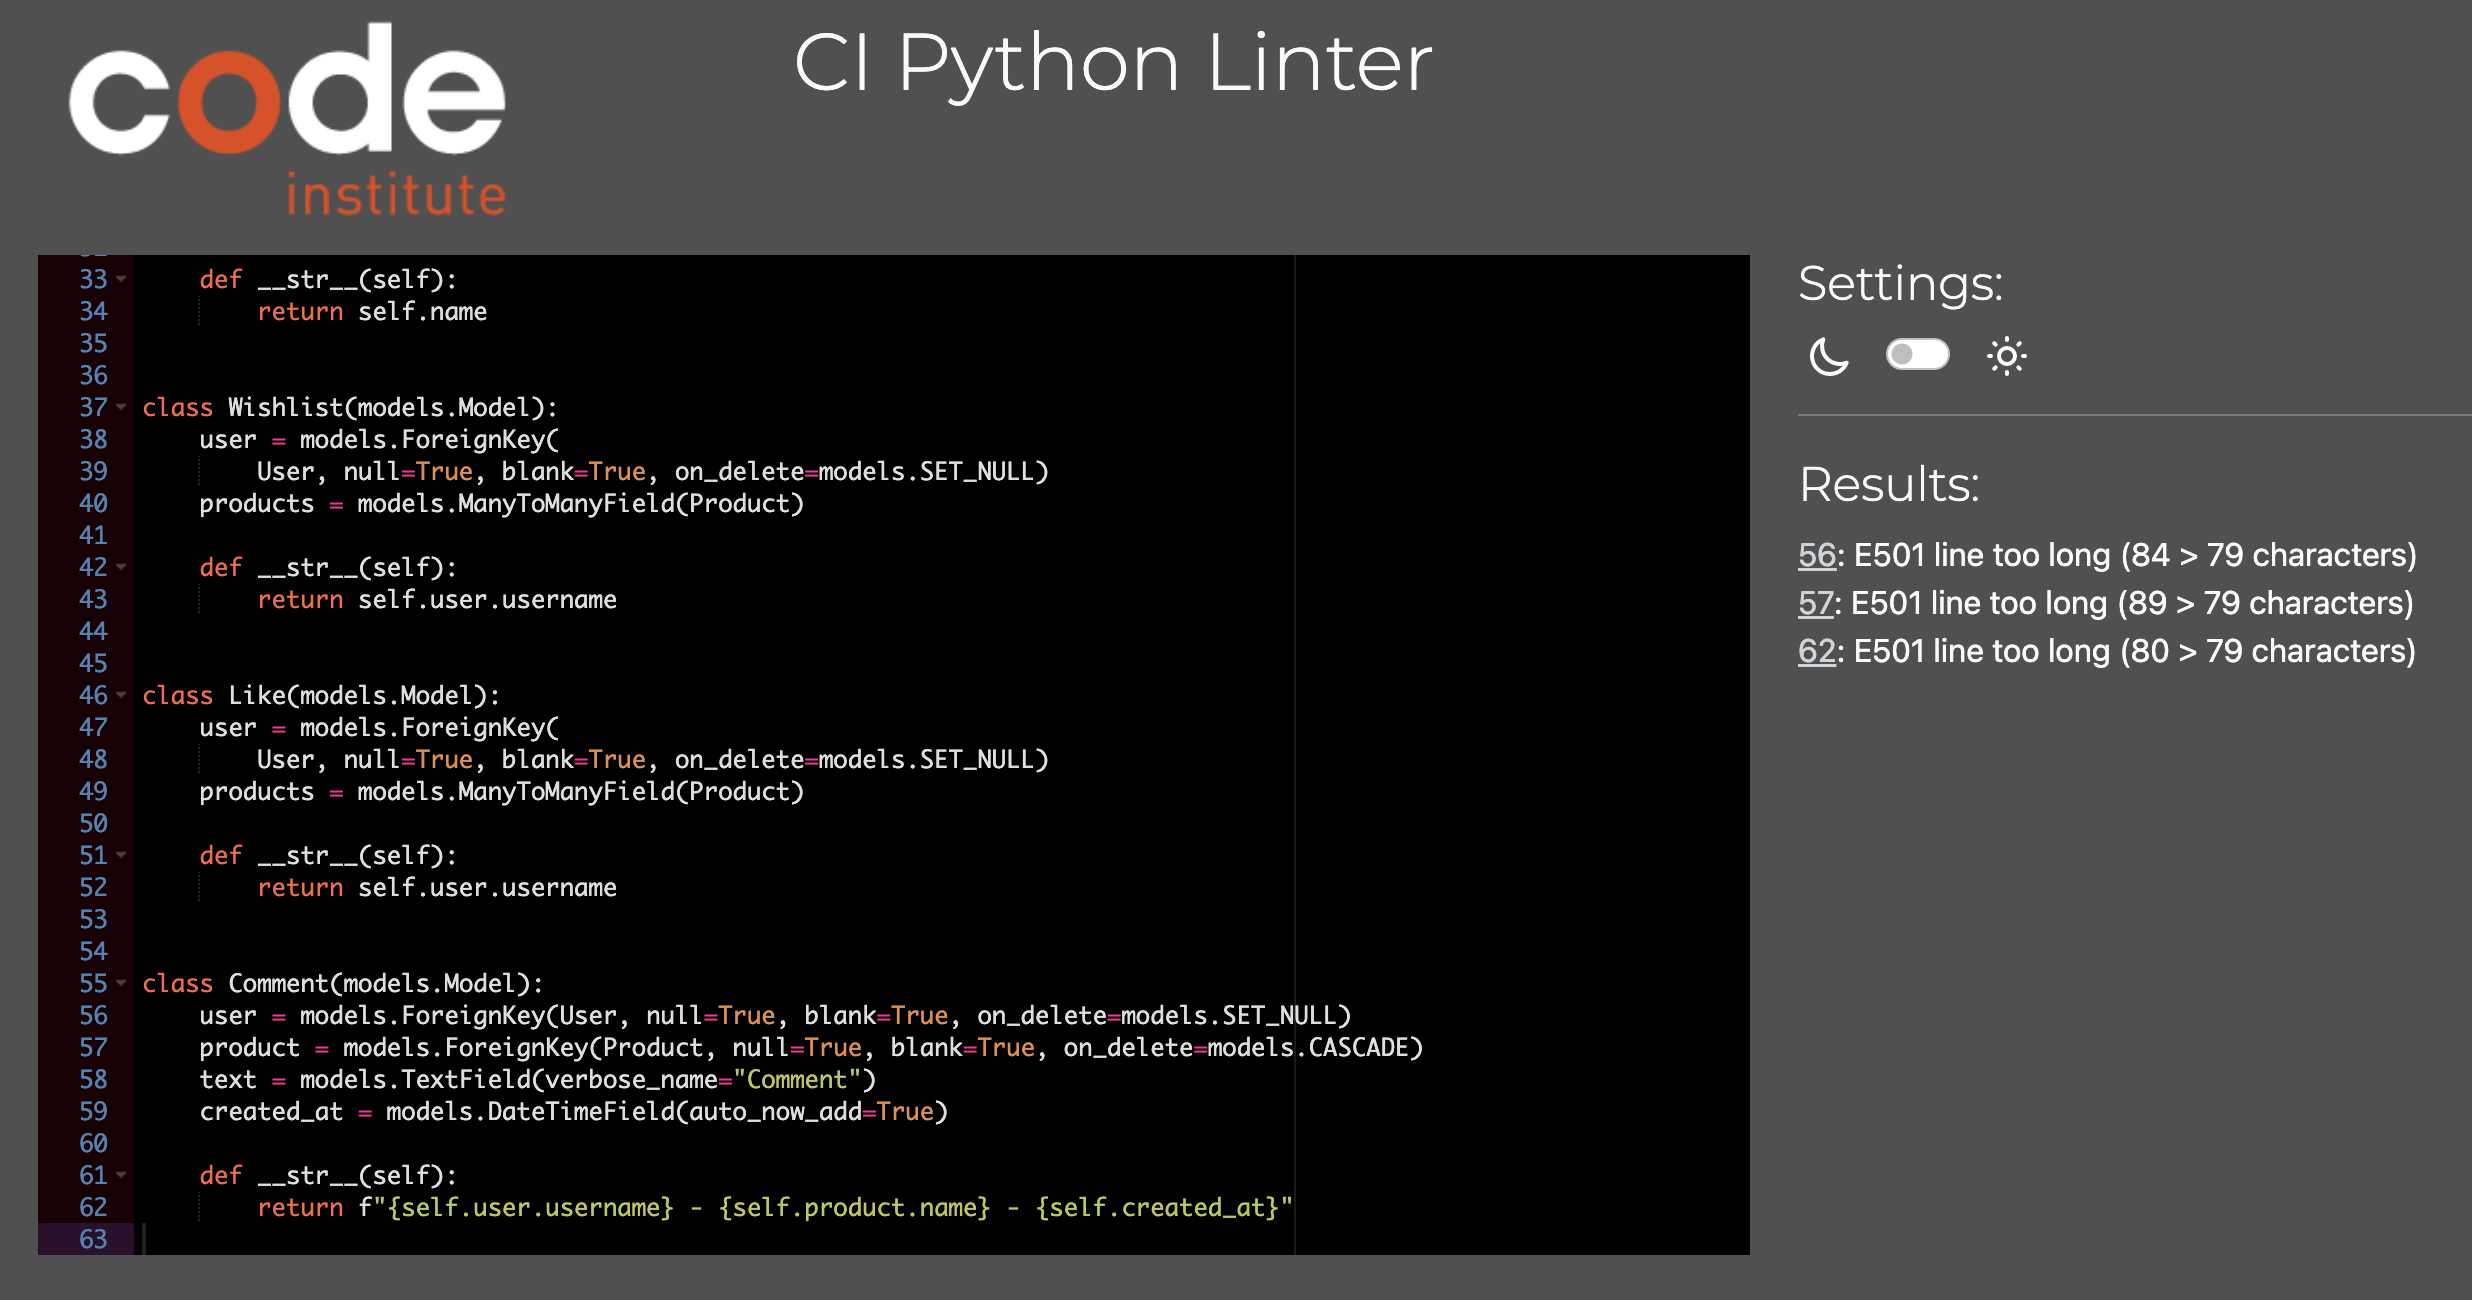 code
institute
CI Python Linter
33     def __str__(self):
34         return self.name
35
36
37 class Wishlist(models.Model):
38     user = models.ForeignKey(
39         User, null=True, blank=True, on_delete=models.SET_NULL)
40     products = models.ManyToManyField(Product)
41
42     def __str__(self):
43         return self.user.username
44
45
46 class Like(models.Model):
47     user = models.ForeignKey(
48         User, null=True, blank=True, on_delete=models.SET_NULL)
49     products = models.ManyToManyField(Product)
50
51     def __str__(self):
52         return self.user.username
53
54
55 class Comment(models.Model):
56     user = models.ForeignKey(User, null=True, blank=True, on_delete=models.SET_NULL)
57     product = models.ForeignKey(Product, null=True, blank=True, on_delete=models.CASCADE)
58     text = models.TextField(verbose_name="Comment")
59     created_at = models.DateTimeField(auto_now_add=True)
60
61     def __str__(self):
62         return f"{self.user.username} - {self.product.name} - {self.created_at}"
63
Settings:
Results:
56: E501 line too long (84 > 79 characters)
57: E501 line too long (89 > 79 characters)
62: E501 line too long (80 > 79 characters)